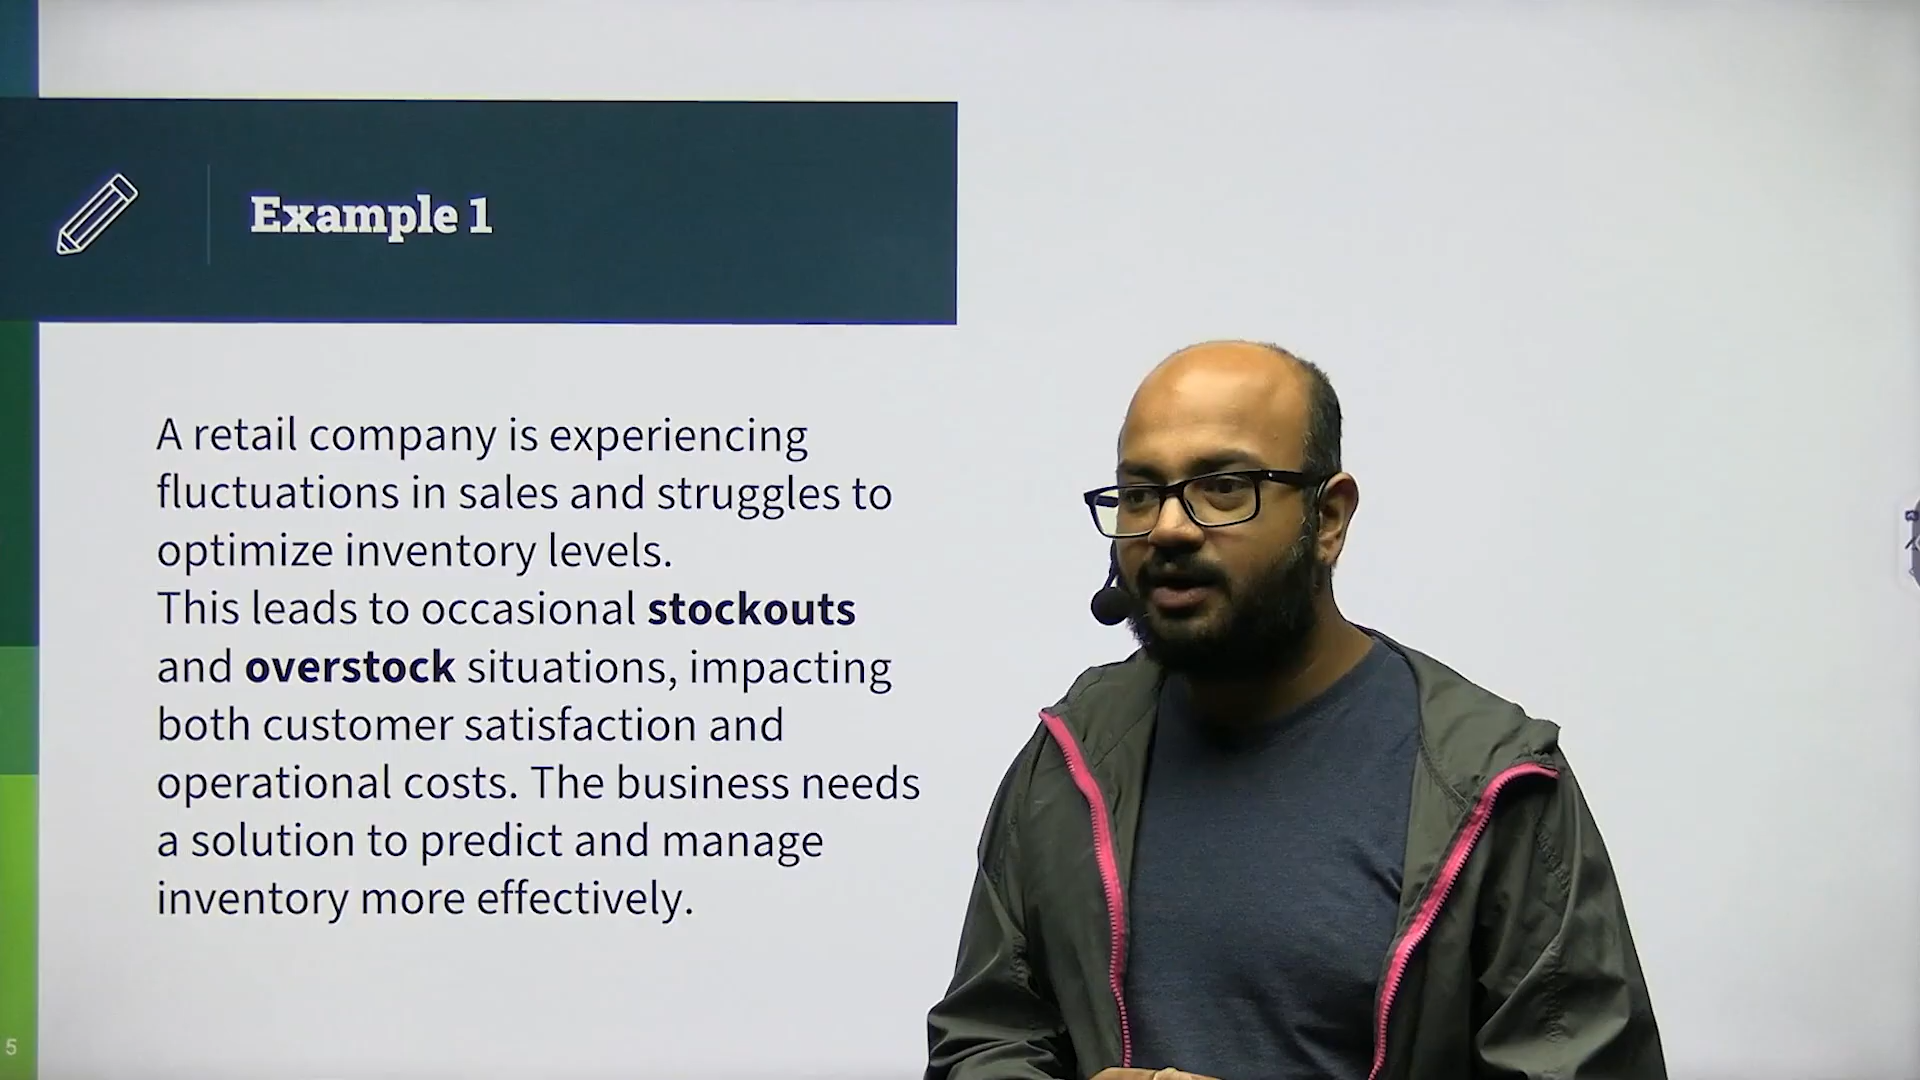 Example 1
A retail company is experiencing
fluctuations in sales and struggles to
optimize inventory levels.
This leads to occasional stockouts
and overstock situations, impacting
both customer satisfaction and
operational costs. The business needs
a solution to predict and manage
inventory more effectively.
5